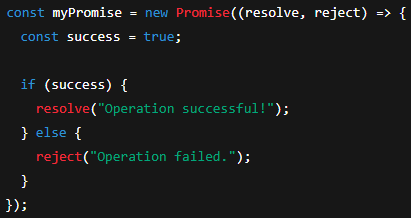 const myPromise = new Promise((resolve, reject) => {
  const success = true;

  if (success) {
    resolve("Operation successful!");
  } else {
    reject("Operation failed.");
  }
});